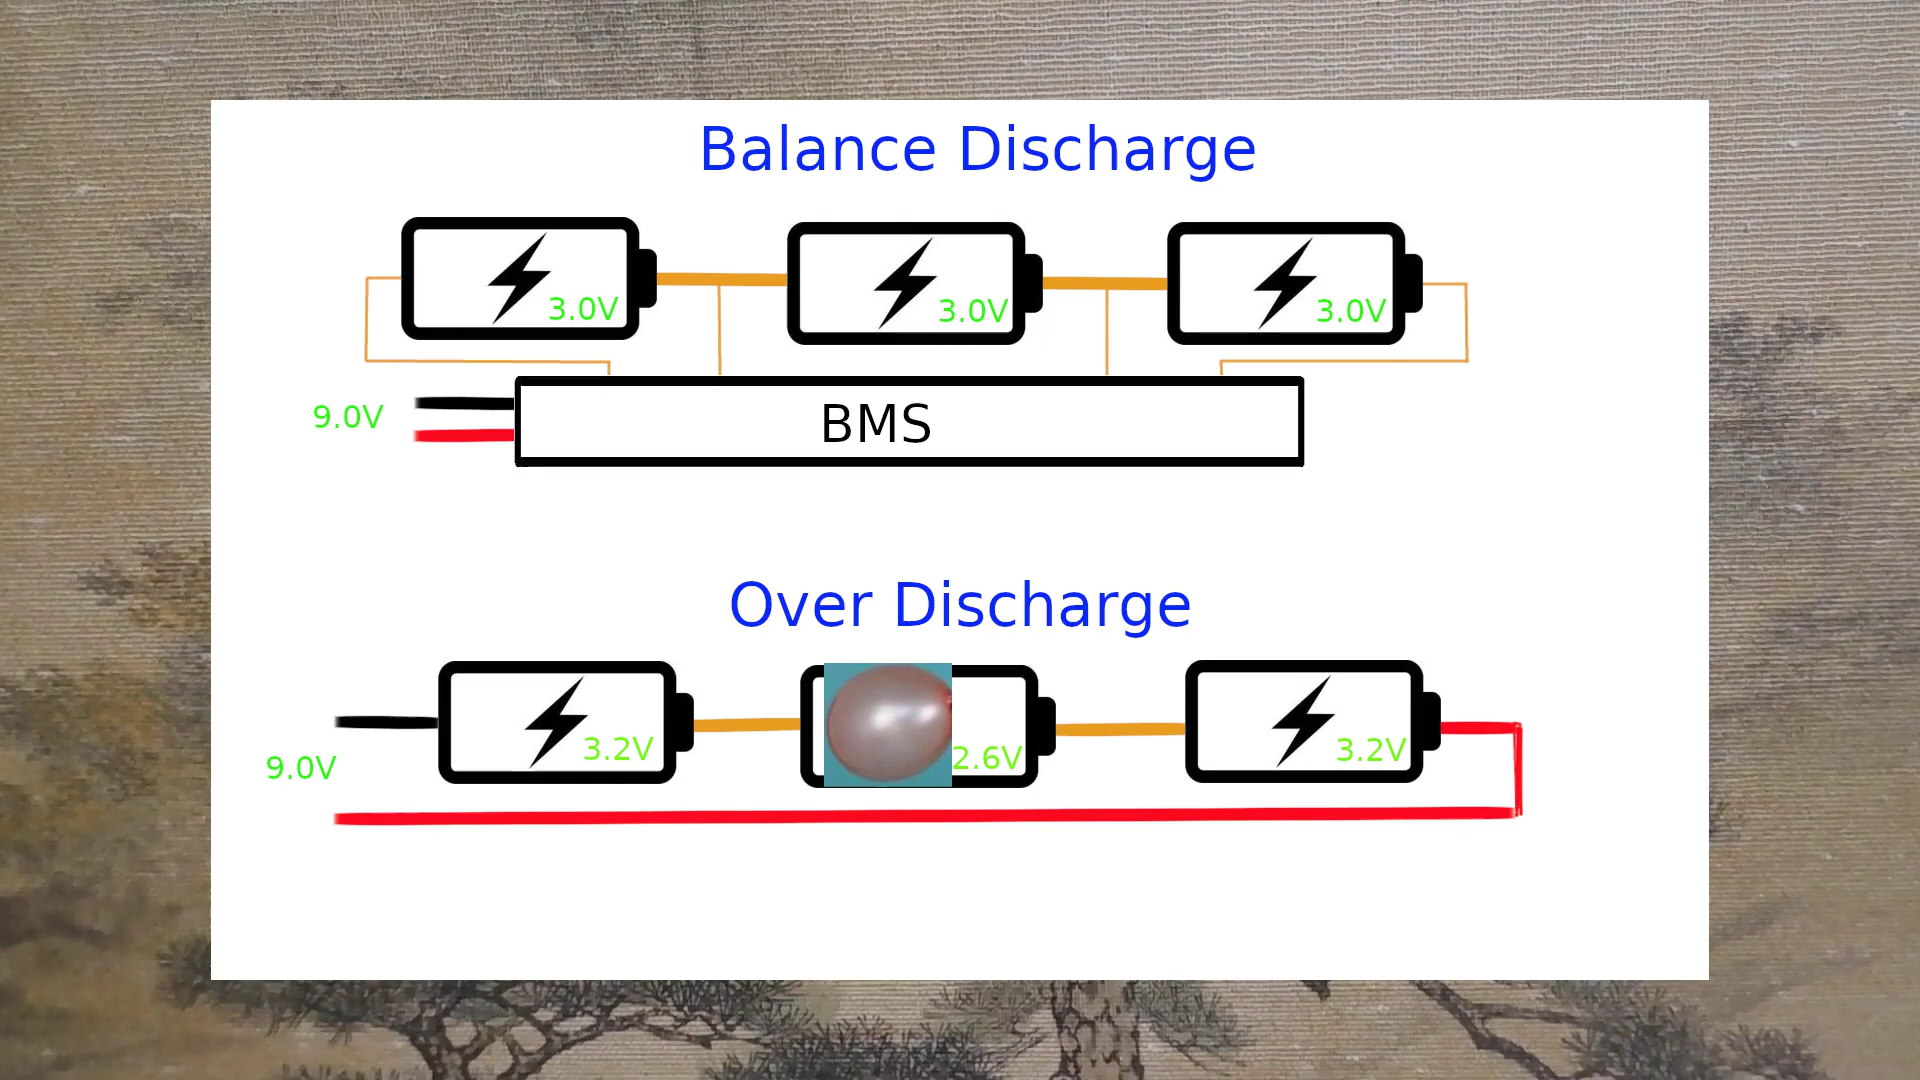 Balance Discharge
3.0V 3.0V 3.0V
9.0V
BMS
Over Discharge
3.2V 2.6V 3.2V
9.0V